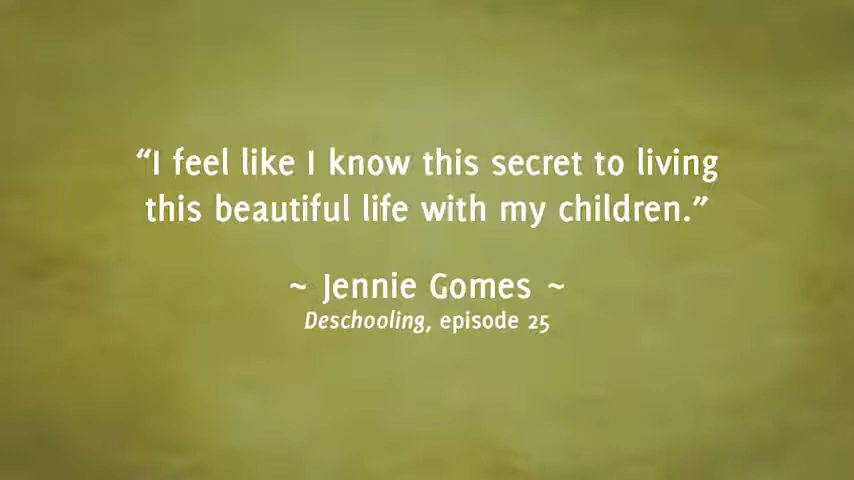 “I feel like I know this secret to living
this beautiful life with my children.”
~ Jennie Gomes ~
Deschooling, episode 25